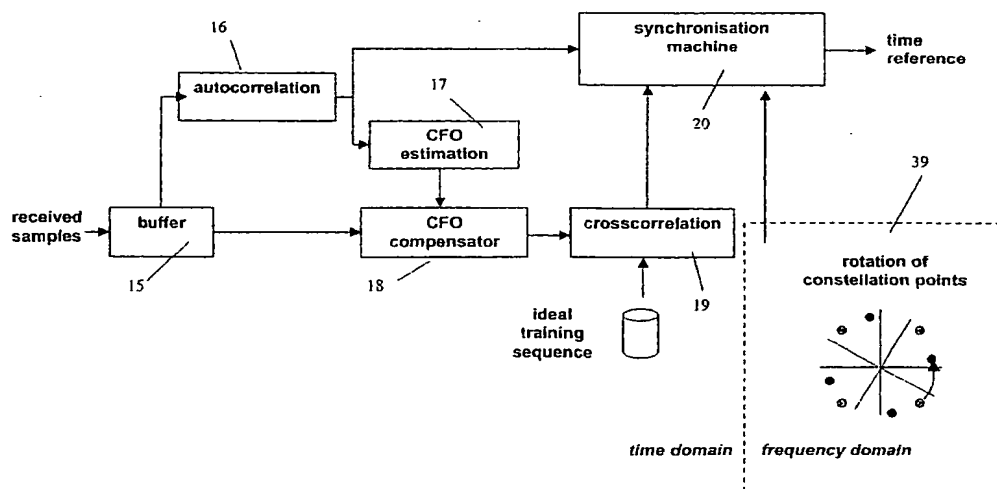 16
autocorrelation
17
CFO
estimation
synchronisation
machine
20
time
reference
received
samples
buffer
15
CFO
compensator
18
crosscorrelation
19
ideal
training
sequence
39
rotation of
constellation points
time domain
frequency domain